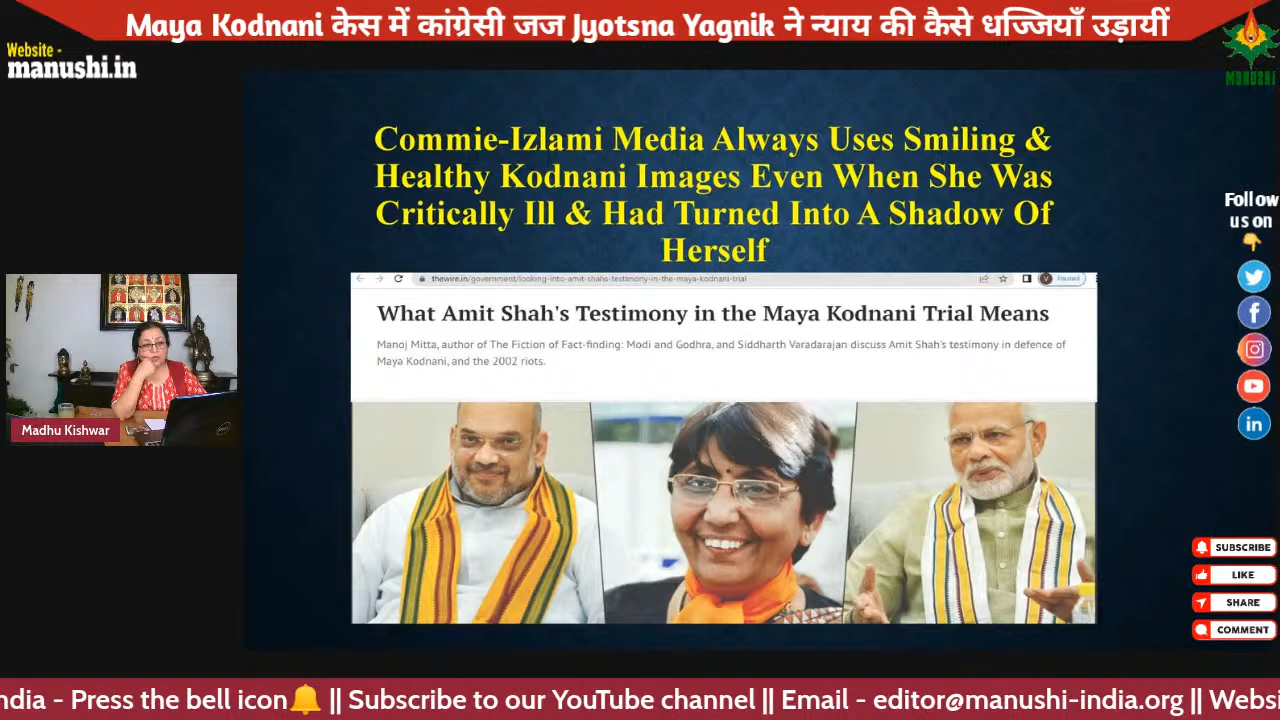 Maya Kodnani केस में कांग्रेसी जज Jyotsna Yagnik ने न्याय की कैसे धज्जियाँ उड़ायीं
Website -
manushi.in
MANUSHI
Commie-Izlami Media Always Uses Smiling &
Healthy Kodnani Images Even When She Was
Critically Ill & Had Turned Into A Shadow Of
Herself
thewire.in/government/looking-into-amit-shahs-testimony-in-the-maya-kodnani-trial
V
Paused
What Amit Shah's Testimony in the Maya Kodnani Trial Means
Manoj Mitta, author of The Fiction of Fact-finding: Modi and Godhra, and Siddharth Varadarajan discuss Amit Shah's testimony in defence of
Maya Kodnani, and the 2002 riots.
Madhu Kishwar
Follow
us on
in
SUBSCRIBE
LIKE
SHARE
COMMENT
ndia - Press the bell icon🔔 || Subscribe to our YouTube channel || Email - editor@manushi-india.org || Websi